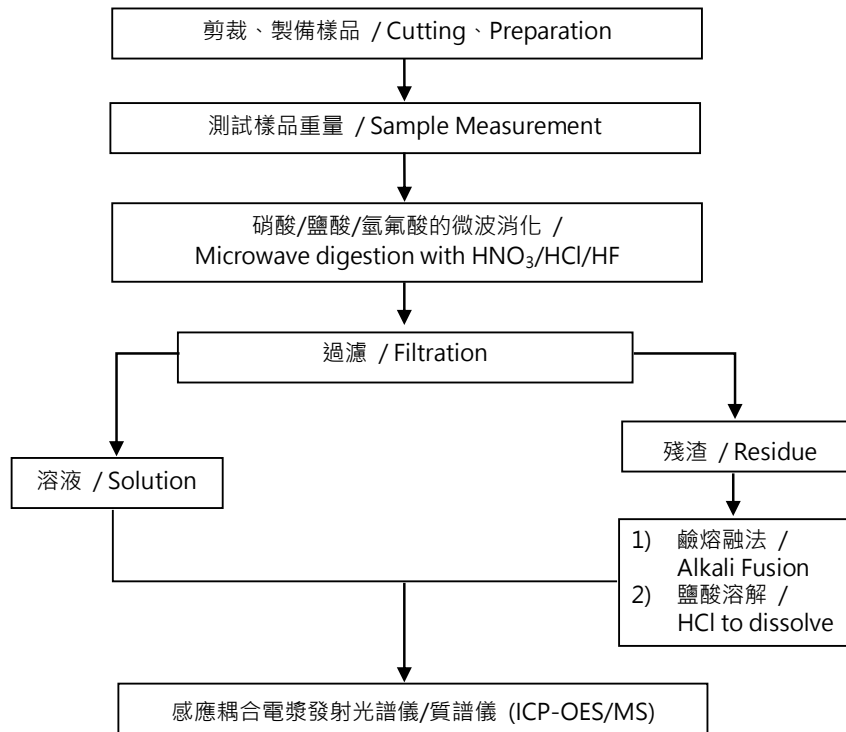 剪裁、製備樣品 / Cutting、Preparation
測試樣品重量 / Sample Measurement
硝酸/鹽酸/氫氟酸的微波消化 /
Microwave digestion with HNO₃/HCl/HF
過濾 / Filtration
溶液 / Solution
殘渣 / Residue
1) 鹼熔融法 /
Alkali Fusion
2) 鹽酸溶解 /
HCl to dissolve
感應耦合電漿發射光譜儀/質譜儀 (ICP-OES/MS)